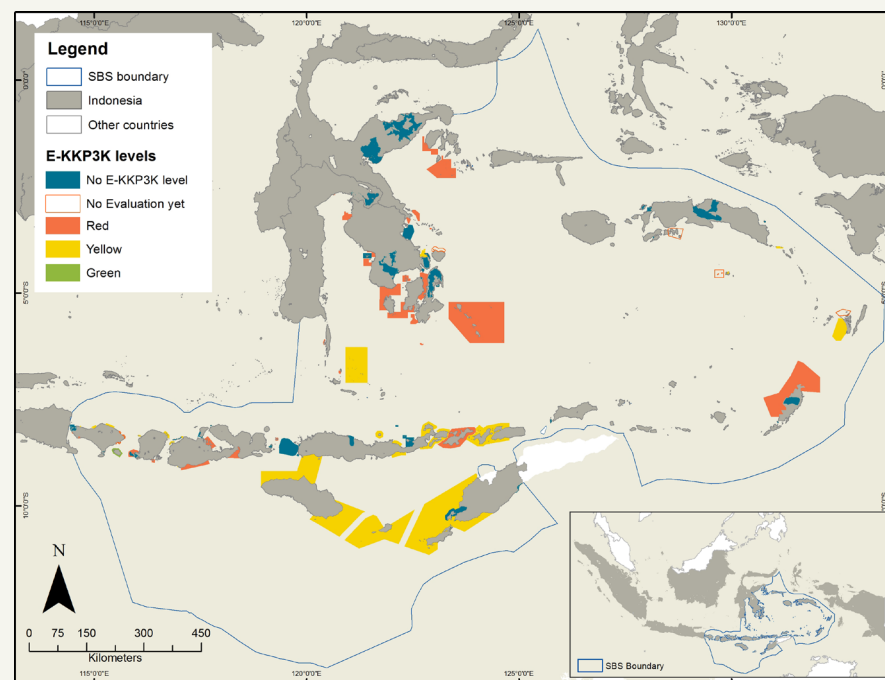 115°0'0"E
120°0'0"E
125°0'0"E
130°0'0"E
Legend
SBS boundary
Indonesia
Other countries
E-KKP3K levels
No E-KKP3K level
No Evaluation yet
Red
Yellow
Green
0°0'0"
5°0'0"S
10°0'0"S
0°0'0"
5°0'0"S
N
0 75 150 300 450
Kilometers
SBS Boundary
115°0'0"E
120°0'0"E
125°0'0"E